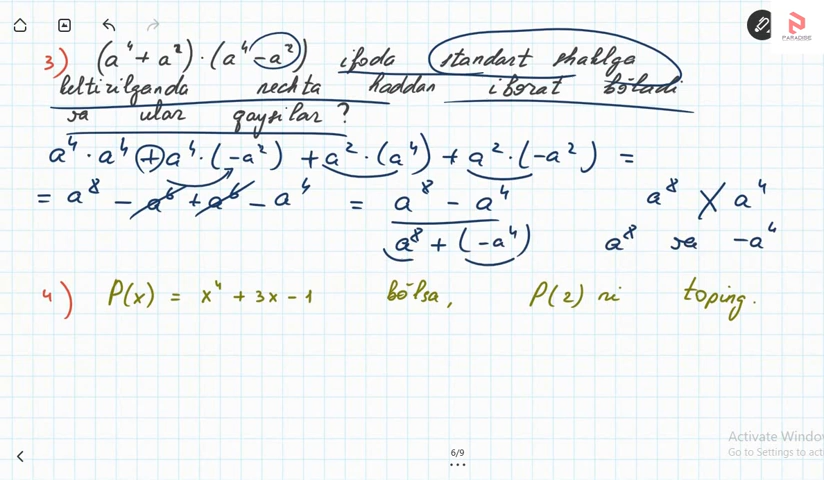 3) (a⁴ + a²) · (a⁴ - a²) ifoda standart shaklga
keltirilganda nechta haddan iborat bo'ladi
va ular qaysilar?
a⁴ · a⁴ + a⁴ · (-a²) + a² · (a⁴) + a² · (-a²) =
= a⁸ - a⁶ + a⁶ - a⁴ = a⁸ - a⁴
a⁸ + (-a⁴)
a⁸ X a⁴
a⁸ va -a⁴
4) P(x) = x⁴ + 3x - 1 bo'lsa, P(2) ni toping.
PARADISE
Activate Window
Go to Settings to acti
6/9